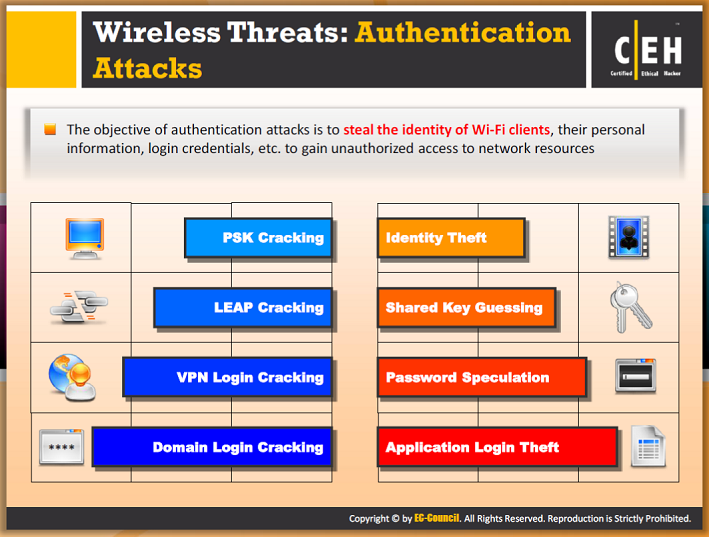 Wireless Threats: Authentication
Attacks
C|EH
Certified Ethical Hacker
The objective of authentication attacks is to steal the identity of Wi-Fi clients, their personal
information, login credentials, etc. to gain unauthorized access to network resources
PSK Cracking
Identity Theft
LEAP Cracking
Shared Key Guessing
VPN Login Cracking
Password Speculation
****
Domain Login Cracking
Application Login Theft
Copyright © by EC-Council. All Rights Reserved. Reproduction is Strictly Prohibited.